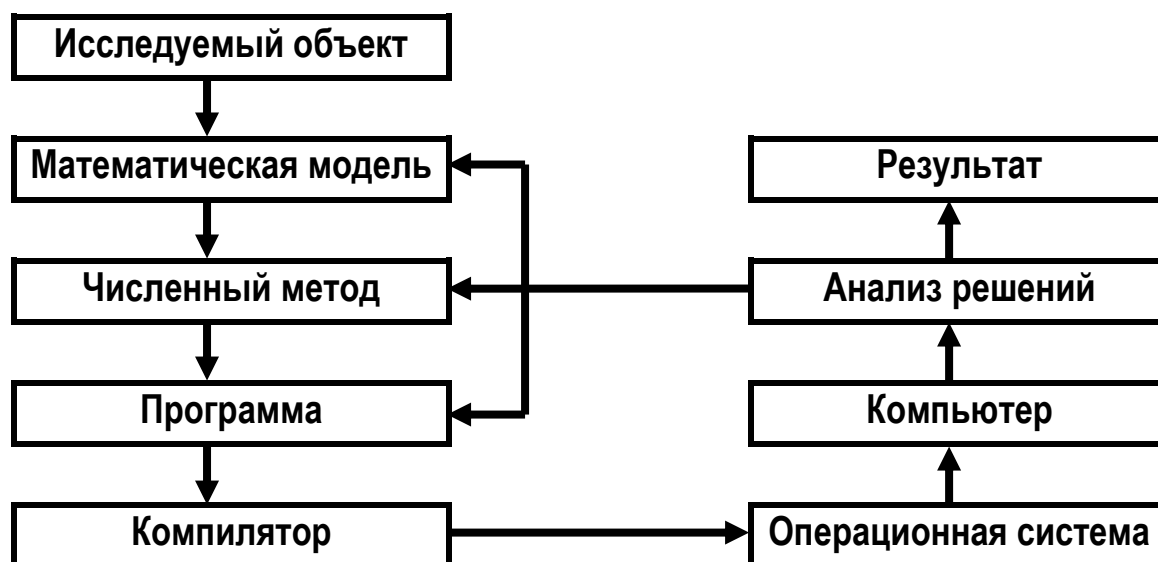 Исследуемый объект
Математическая модель
Численный метод
Программа
Компилятор
Результат
Анализ решений
Компьютер
Операционная система